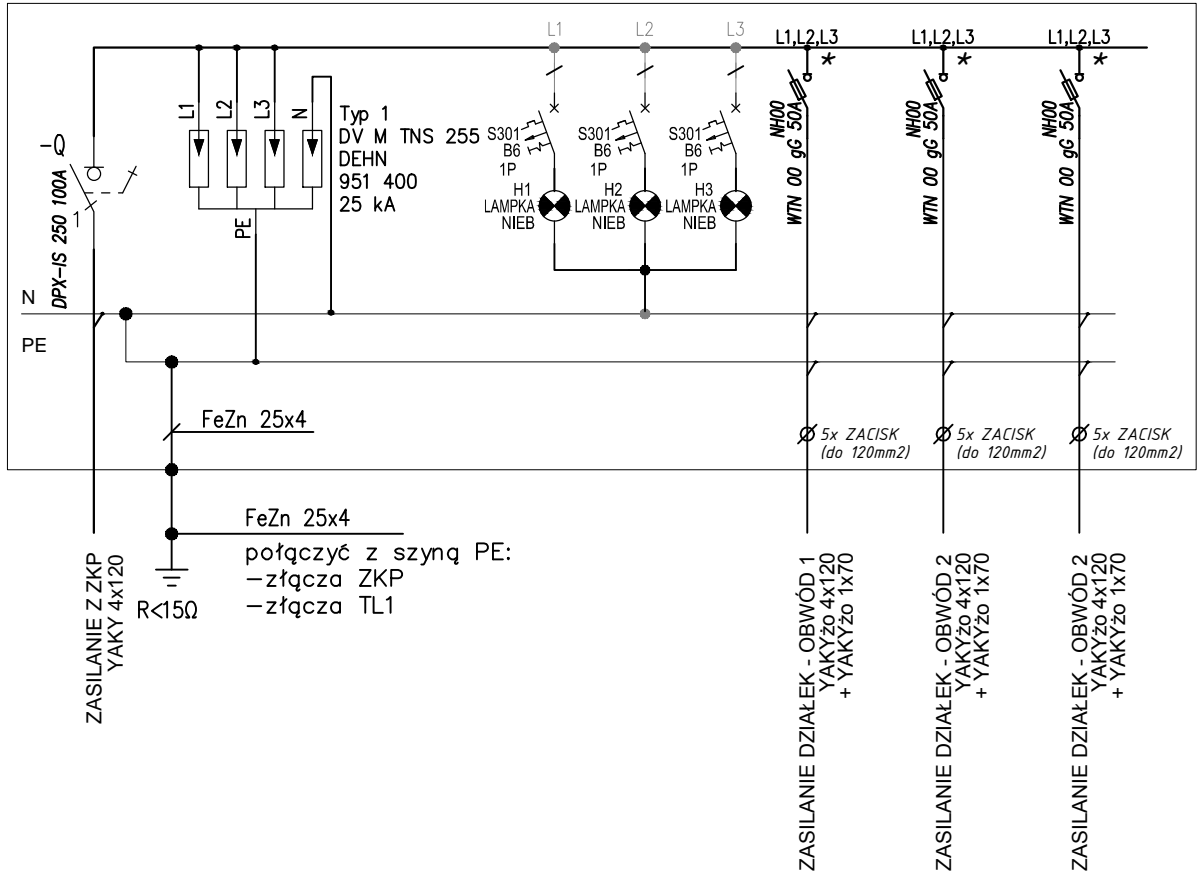 L1
L2
L3
L1,L2,L3
*
L1,L2,L3
*
L1,L2,L3
*
L1
L2
L3
N
Typ 1
DV M TNS 255
DEHN
951 400
25 kA
PE
-Q
1
DPX-IS 250 100A
S301
B6
1P
H1
LAMPKA
NIEB
S301
B6
1P
H2
LAMPKA
NIEB
S301
B6
1P
H3
LAMPKA
NIEB
NH00
WTN 00 gG 50A
NH00
WTN 00 gG 50A
NH00
WTN 00 gG 50A
N
PE
FeZn 25x4
5x ZACISK
(do 120mm2)
5x ZACISK
(do 120mm2)
5x ZACISK
(do 120mm2)
FeZn 25x4
połączyć z szyną PE:
-złącza ZKP
-złącza TL1
R<15Ω
ZASILANIE Z ZKP
YAKY 4x120
ZASILANIE DZIAŁEK - OBWÓD 1
YAKYżo 4x120
+ YAKYżo 1x70
ZASILANIE DZIAŁEK - OBWÓD 2
YAKYżo 4x120
+ YAKYżo 1x70
ZASILANIE DZIAŁEK - OBWÓD 2
YAKYżo 4x120
+ YAKYżo 1x70